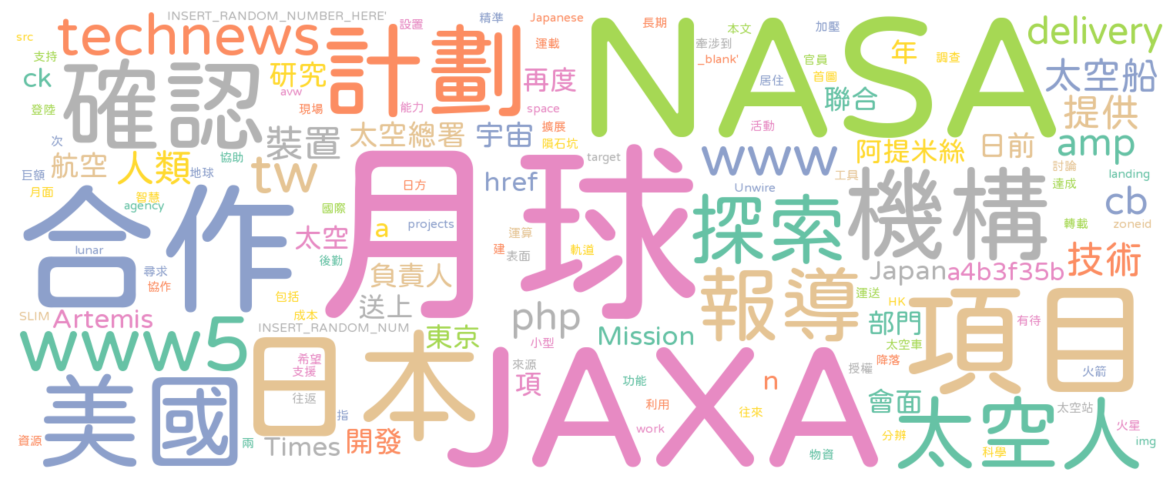 INSERT_RANDOM_NUMBER_HERE'
精準
Japanese
長期
本文
加壓
src
支持
technews
計劃
設置
運載
NASA
牽涉到
_blank'
年
官員
調查
delivery
ck
確認
研究
avw
現場
能力
再度
space
居住
首圖
聯合
太空船
登陸
次
裝置
太空總署
宇宙
擴展
隕石坑
活動
提供
巨額
航空
人類
協助
地球
tw
月球
target
www
阿提米絲
日前
amp
月面
智慧
agency
日方
href
Unwire
工具
討論
達成
landing
合作
lunar
國際
a
projects
運算
探索
機構
cb
轉載
zoneid
尋求
協作
太空
後勤
負責人
建
表面
軌道
Japan
a4b3f35b
技術
SLIM
Artemis
包括
成本
送上
報導
運送
HK
項目
INSERT_RANDOM_NUM
東京
php
小型
Mission
部門
太空車
有待
www5
日本
希望
支援
來源
項
JAXA
功能
授權
降落
火箭
美國
往返
指
利用
n
往來
會面
太空人
太空站
火星
資源
兩
Times
開發
work
物資
分辨
科學
img